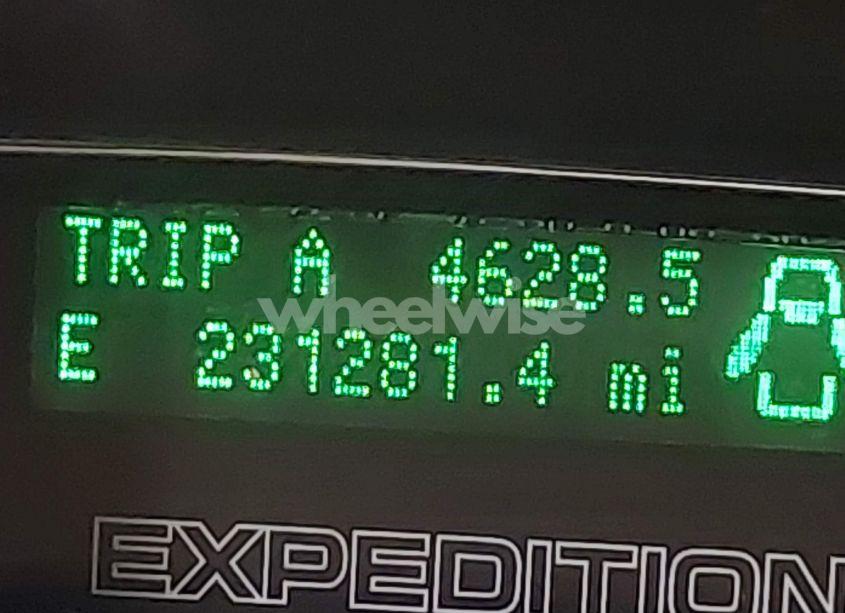 TRIP A 4628.5
wheelwise
E 231281.4 mi
EXPEDITION